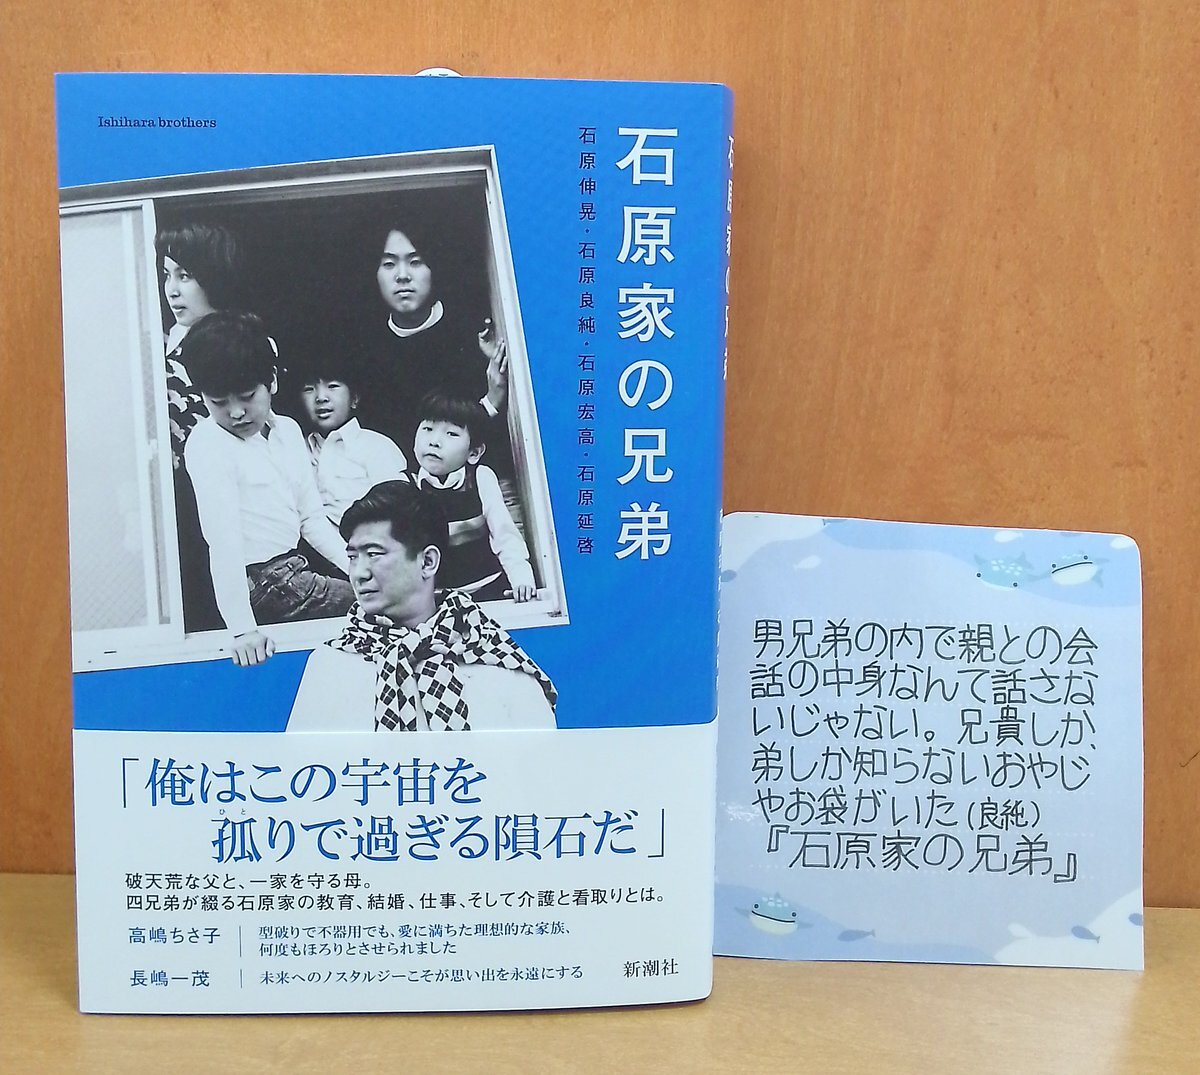 Ishihara brothers
石原家の兄弟
石原伸晃・石原良純・石原宏高・石原延啓
「俺はこの宇宙を
孤りで過ぎる隕石だ」
ひと
破天荒な父と、一家を守る母。
四兄弟が綴る石原家の教育、結婚、仕事、そして介護と看取りとは。
高嶋ちさ子
型破りで不器用でも、愛に満ちた理想的な家族、
何度もほろりとさせられました
長嶋一茂
未来へのノスタルジーこそが思い出を永遠にする
新潮社
男兄弟の内で親との会
話の中身なんて話さな
いじゃない。兄貴しか、
弟しか知らないおやじ
やお袋がいた(良純)
『石原家の兄弟』